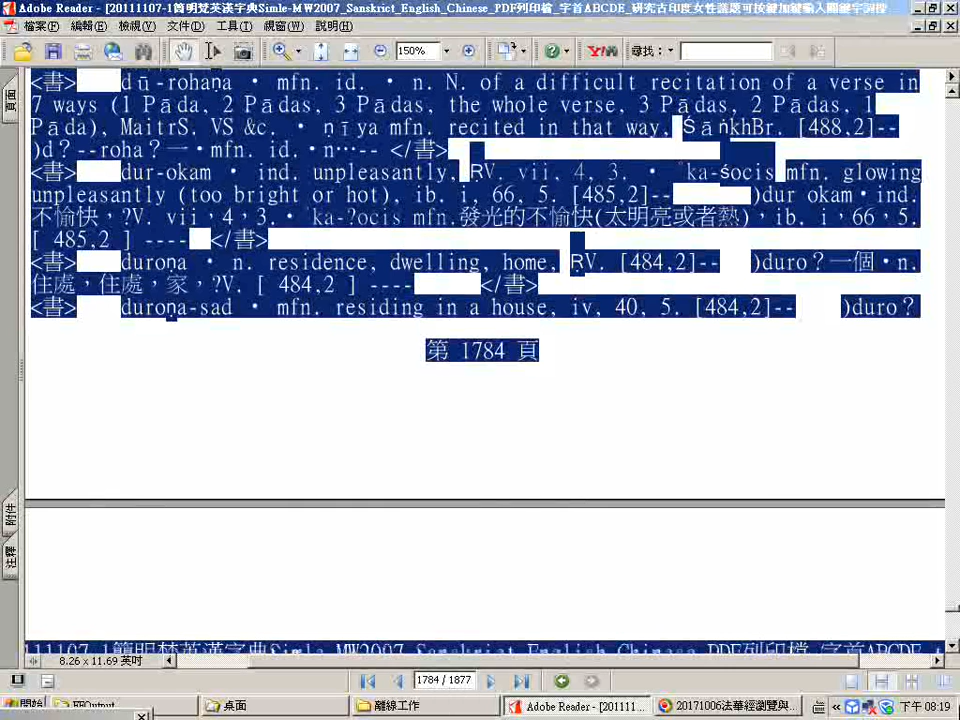 Adobe Reader - [20111107-1簡明梵英漢字典Simle-MW2007_Sanskrict_English_Chinese_PDF列印檔_字首ABCDE_研究古印度女性議題可按鍵加鍵輸入關鍵字詞搜
檔案(F) 編輯(E) 檢視(V) 文件(D) 工具(T) 視窗(W) 說明(H)
150% Y! 尋找：
頁面
<書> dū-rohaṇa • mfn. id. • n. N. of a difficult recitation of a verse in
7 ways (1 Pāda, 2 Pādas, 3 Pādas, the whole verse, 3 Pādas, 2 Pādas, 1
Pāda), MaitrS. VS &c. • ṇīya mfn. recited in that way, ŚāṅkhBr. [488,2]--
)d？--roha？一•mfn. id.•n…-- </書>
<書> dur-okam • ind. unpleasantly, ṚV. vii, 4, 3. • ka-śocis mfn. glowing
unpleasantly (too bright or hot), ib. i, 66, 5. [485,2]-- )dur okam•ind.
不愉快，?V. vii，4，3.• ka-?ocis mfn.發光的不愉快(太明亮或者熱)，ib. i，66，5.
[ 485,2 ] ---- </書>
<書> duroṇa • n. residence, dwelling, home, ṚV. [484,2]-- )duro？一個•n.
住處，住處，家，?V. [ 484,2 ] ---- </書>
<書> duroṇa-sad • mfn. residing in a house, iv, 40, 5. [484,2]-- )duro？
第 1784 頁
附件
注釋
8.26 x 11.69 英吋
1784 / 1877
開始 FFOutput 桌面 離線工作 Adobe Reader - [201111... 20171006法華經瀏覽與... 下午 08:19